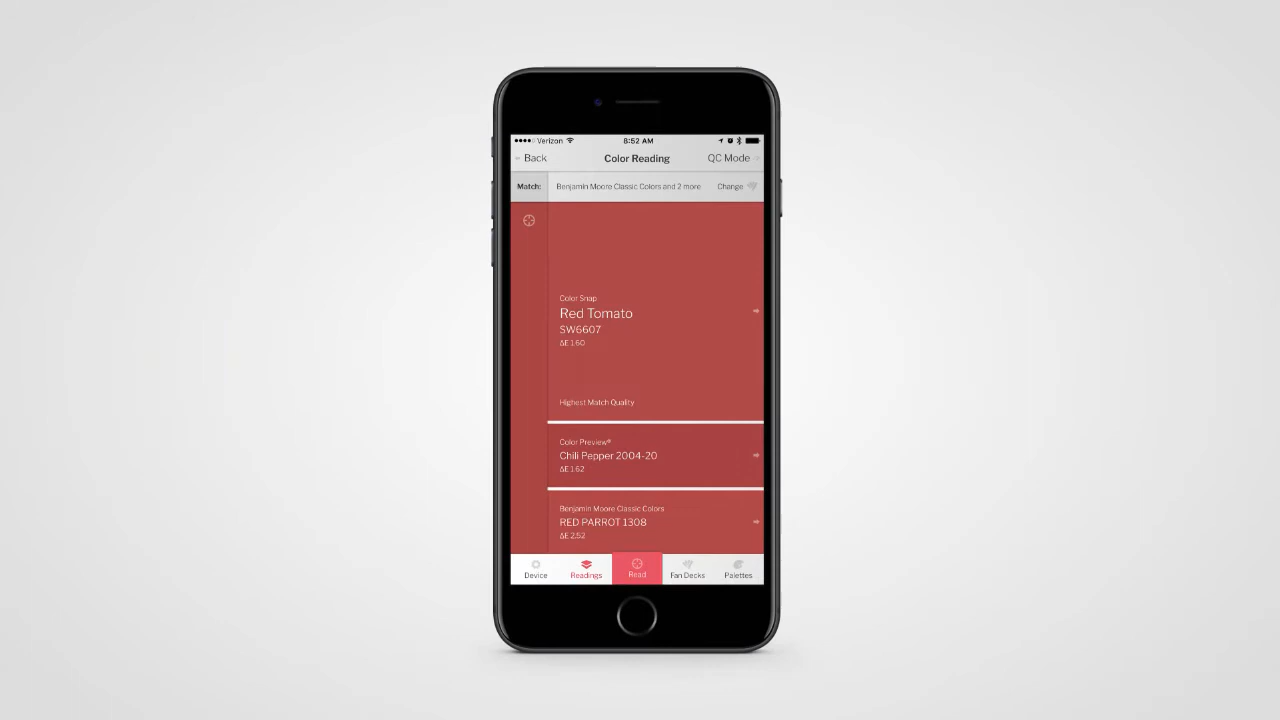 Verizon 8:52 AM
Back Color Reading QC Mode
Match: Benjamin Moore Classic Colors and 2 more Change
Color Snap
Red Tomato
SW6607
ΔE 1.60
Highest Match Quality
Color Preview®
Chili Pepper 2004-20
ΔE 1.62
Benjamin Moore Classic Colors
RED PARROT 1308
ΔE 2.52
Device Readings Read Fan Decks Palettes